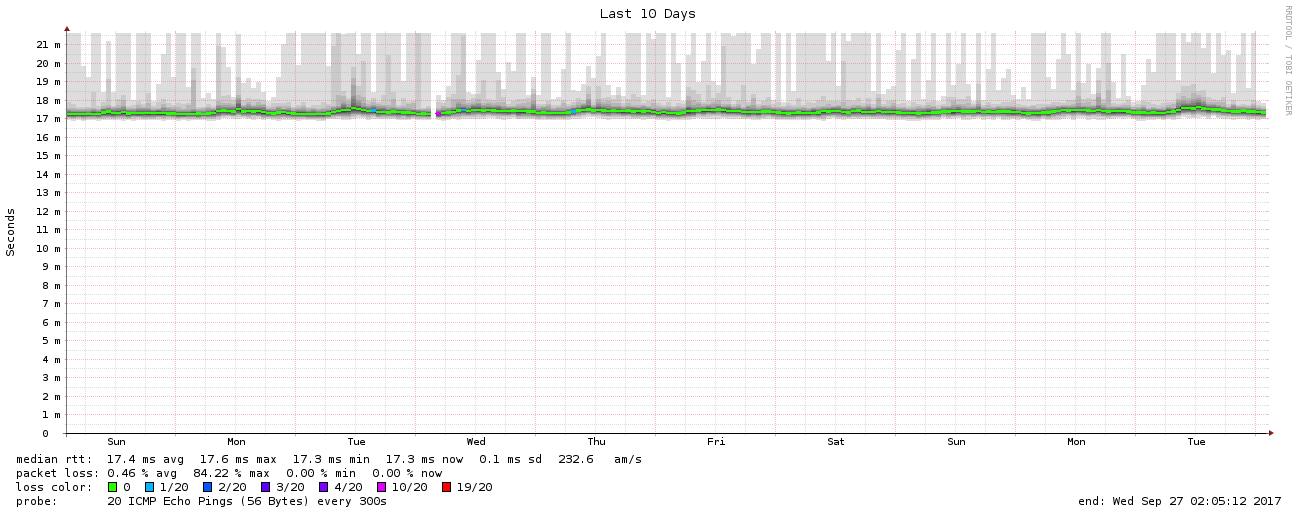 Last 10 Days
RRDTOOL / TOBI OETIKER
Seconds
21 m
20 m
19 m
18 m
17 m
16 m
15 m
14 m
13 m
12 m
11 m
10 m
9 m
8 m
7 m
6 m
5 m
4 m
3 m
2 m
1 m
0
Sun Mon Tue Wed Thu Fri Sat Sun Mon Tue
median rtt: 17.4 ms avg 17.6 ms max 17.3 ms min 17.3 ms now 0.1 ms sd 232.6 am/s
packet loss: 0.46 % avg 84.22 % max 0.00 % min 0.00 % now
loss color: 0 1/20 2/20 3/20 4/20 10/20 19/20
probe: 20 ICMP Echo Pings (56 Bytes) every 300s end: Wed Sep 27 02:05:12 2017